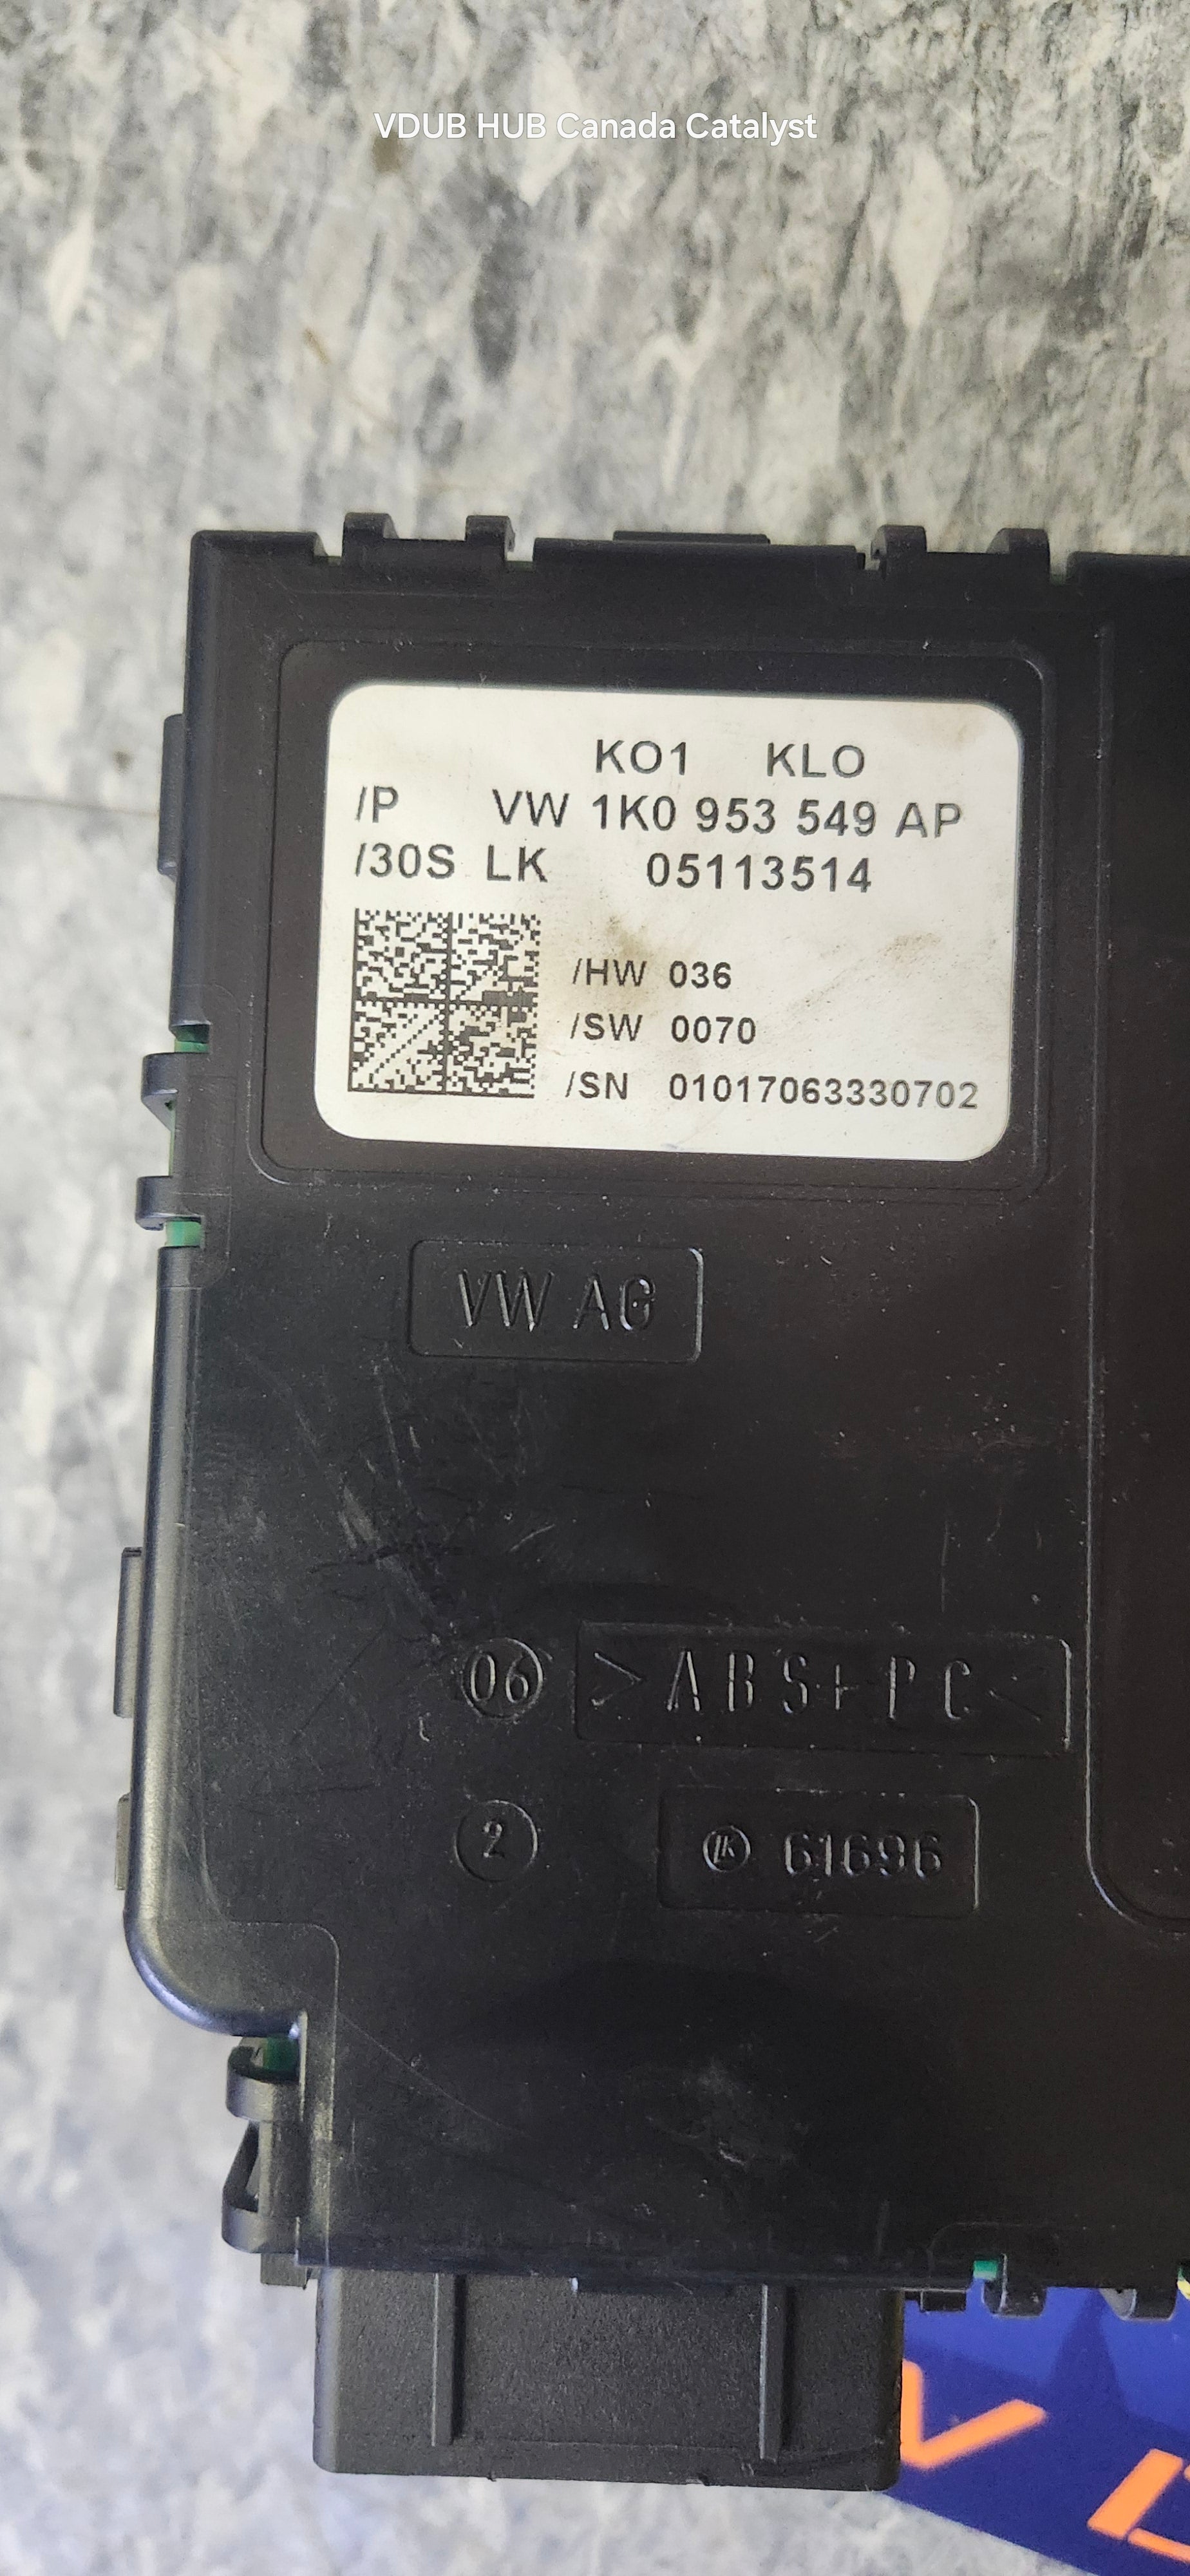 VDUB HUB Canada Catalyst
KO1 KLO
/P VW 1K0 953 549 AP
/30S LK 05113514
/HW 036
/SW 0070
/SN 01017063330702
VW AG
06 >ABS+PC<
2 LK 61696
V D